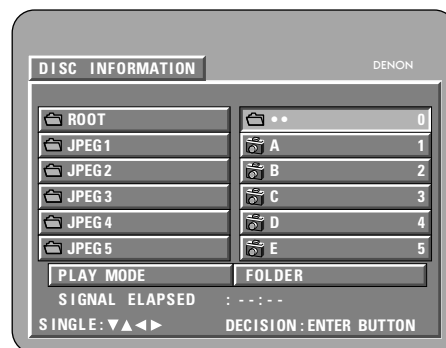 DISC INFORMATION
DENON
ROOT
JPEG1
JPEG2
JPEG3
JPEG4
JPEG5
•• 0
A 1
B 2
C 3
D 4
E 5
PLAY MODE FOLDER
SIGNAL ELAPSED : --:--
SINGLE:▼▲◀▶ DECISION:ENTER BUTTON